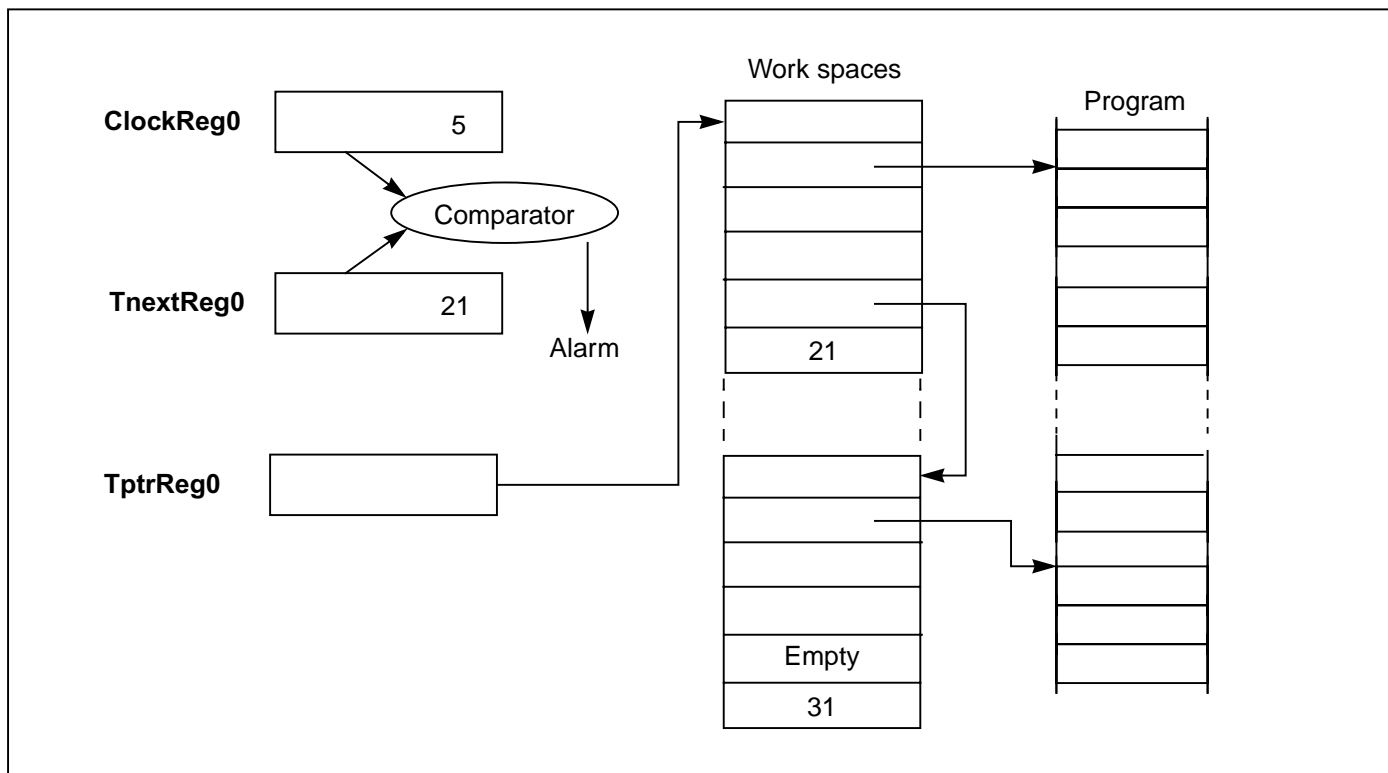 Work spaces
Program
ClockReg0
5
Comparator
TnextReg0
21
Alarm
21
TptrReg0
Empty
31